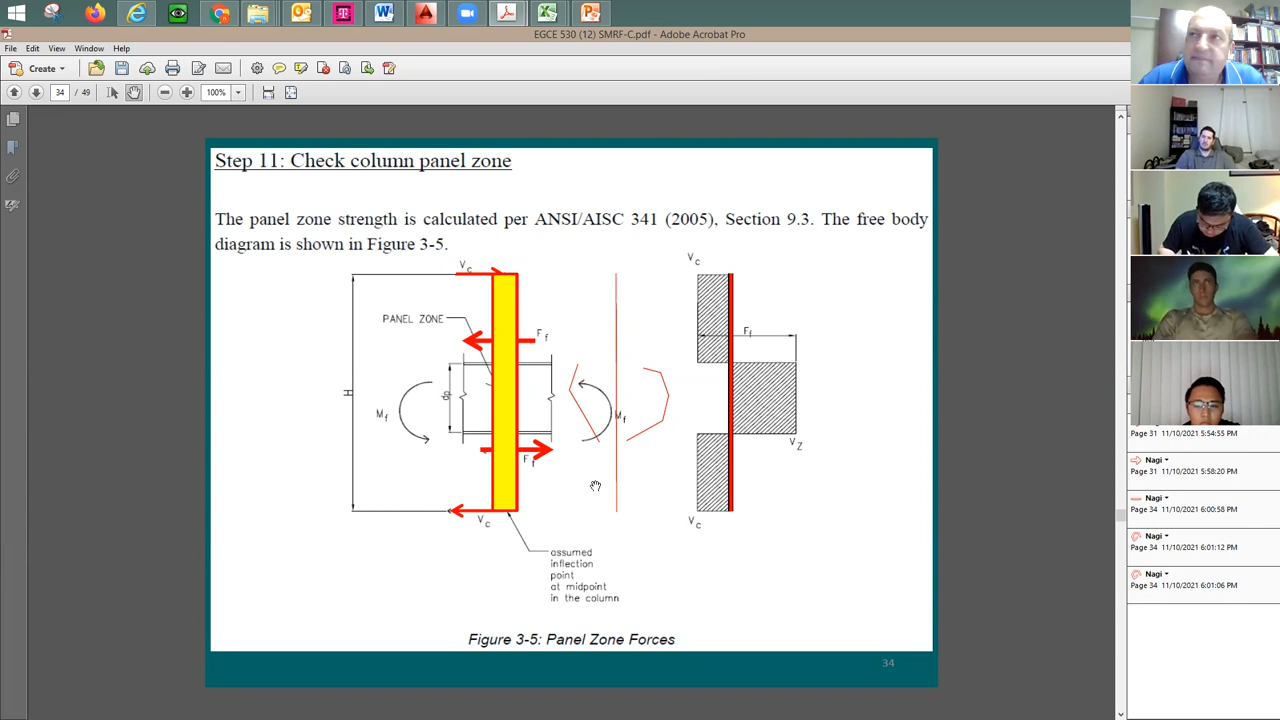 EGCE 530 (12) SMRF-C.pdf - Adobe Acrobat Pro
File Edit View Window Help
Create
34 / 49 100%
Step 11: Check column panel zone
The panel zone strength is calculated per ANSI/AISC 341 (2005), Section 9.3. The free body
diagram is shown in Figure 3-5.
Vc
Vc
PANEL ZONE
Ff
Ff
H
dp
Mf
Mf
Ff
VZ
Vc
Vc
assumed
inflection
point
at midpoint
in the column
Figure 3-5: Panel Zone Forces
34
Page 31 11/10/2021 5:54:55 PM
Nagi
Page 31 11/10/2021 5:58:20 PM
Nagi
Page 34 11/10/2021 6:00:58 PM
Nagi
Page 34 11/10/2021 6:01:12 PM
Nagi
Page 34 11/10/2021 6:01:06 PM